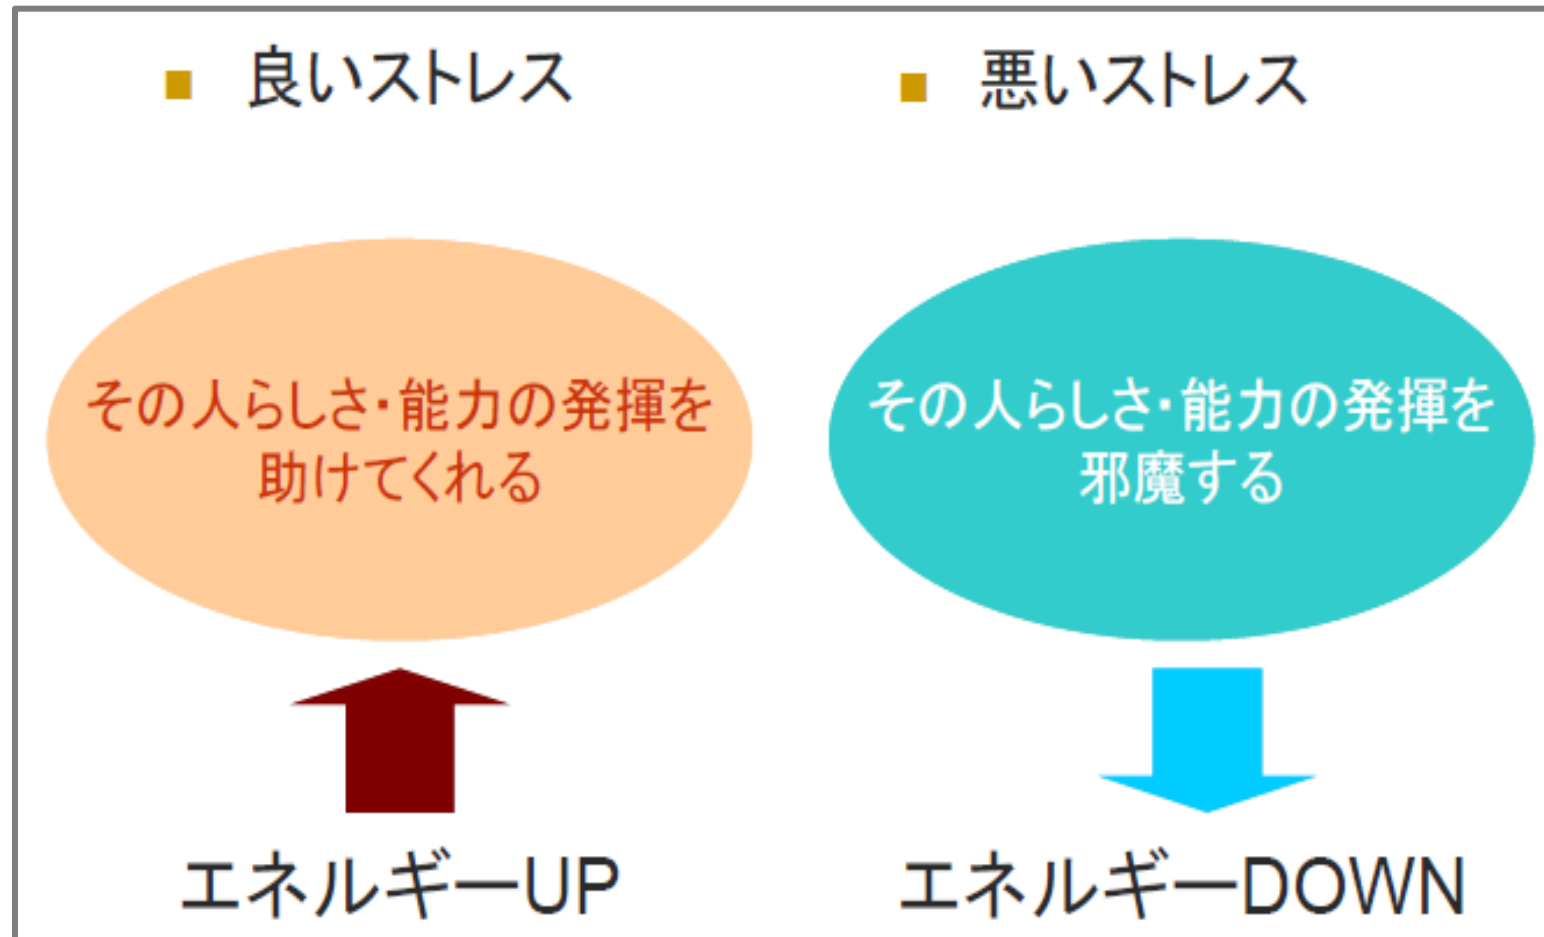 良いストレス
悪いストレス
その人らしさ・能力の発揮を
助けてくれる
その人らしさ・能力の発揮を
邪魔する
エネルギーUP
エネルギーDOWN